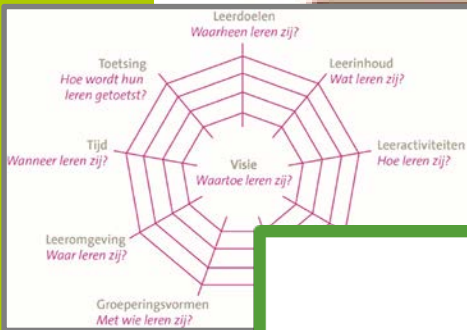 Leerdoelen
Waarheen leren zij?
Leerinhoud
Wat leren zij?
Leeractiviteiten
Hoe leren zij?
Toetsing
Hoe wordt hun
leren getoetst?
Tijd
Wanneer leren zij?
Visie
Waartoe leren zij?
Leeromgeving
Waar leren zij?
Groeperingsvormen
Met wie leren zij?